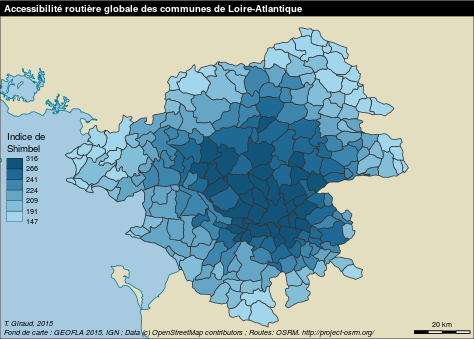 Accessibilité routière globale des communes de Loire-Atlantique
Indice de
Shimbel
316
266
241
224
209
191
147
T. Giraud, 2015
20 km
Fond de carte : GEOFLA 2015, IGN ; Data (c) OpenStreetMap contributors ; Routes: OSRM. http://project-osrm.org/